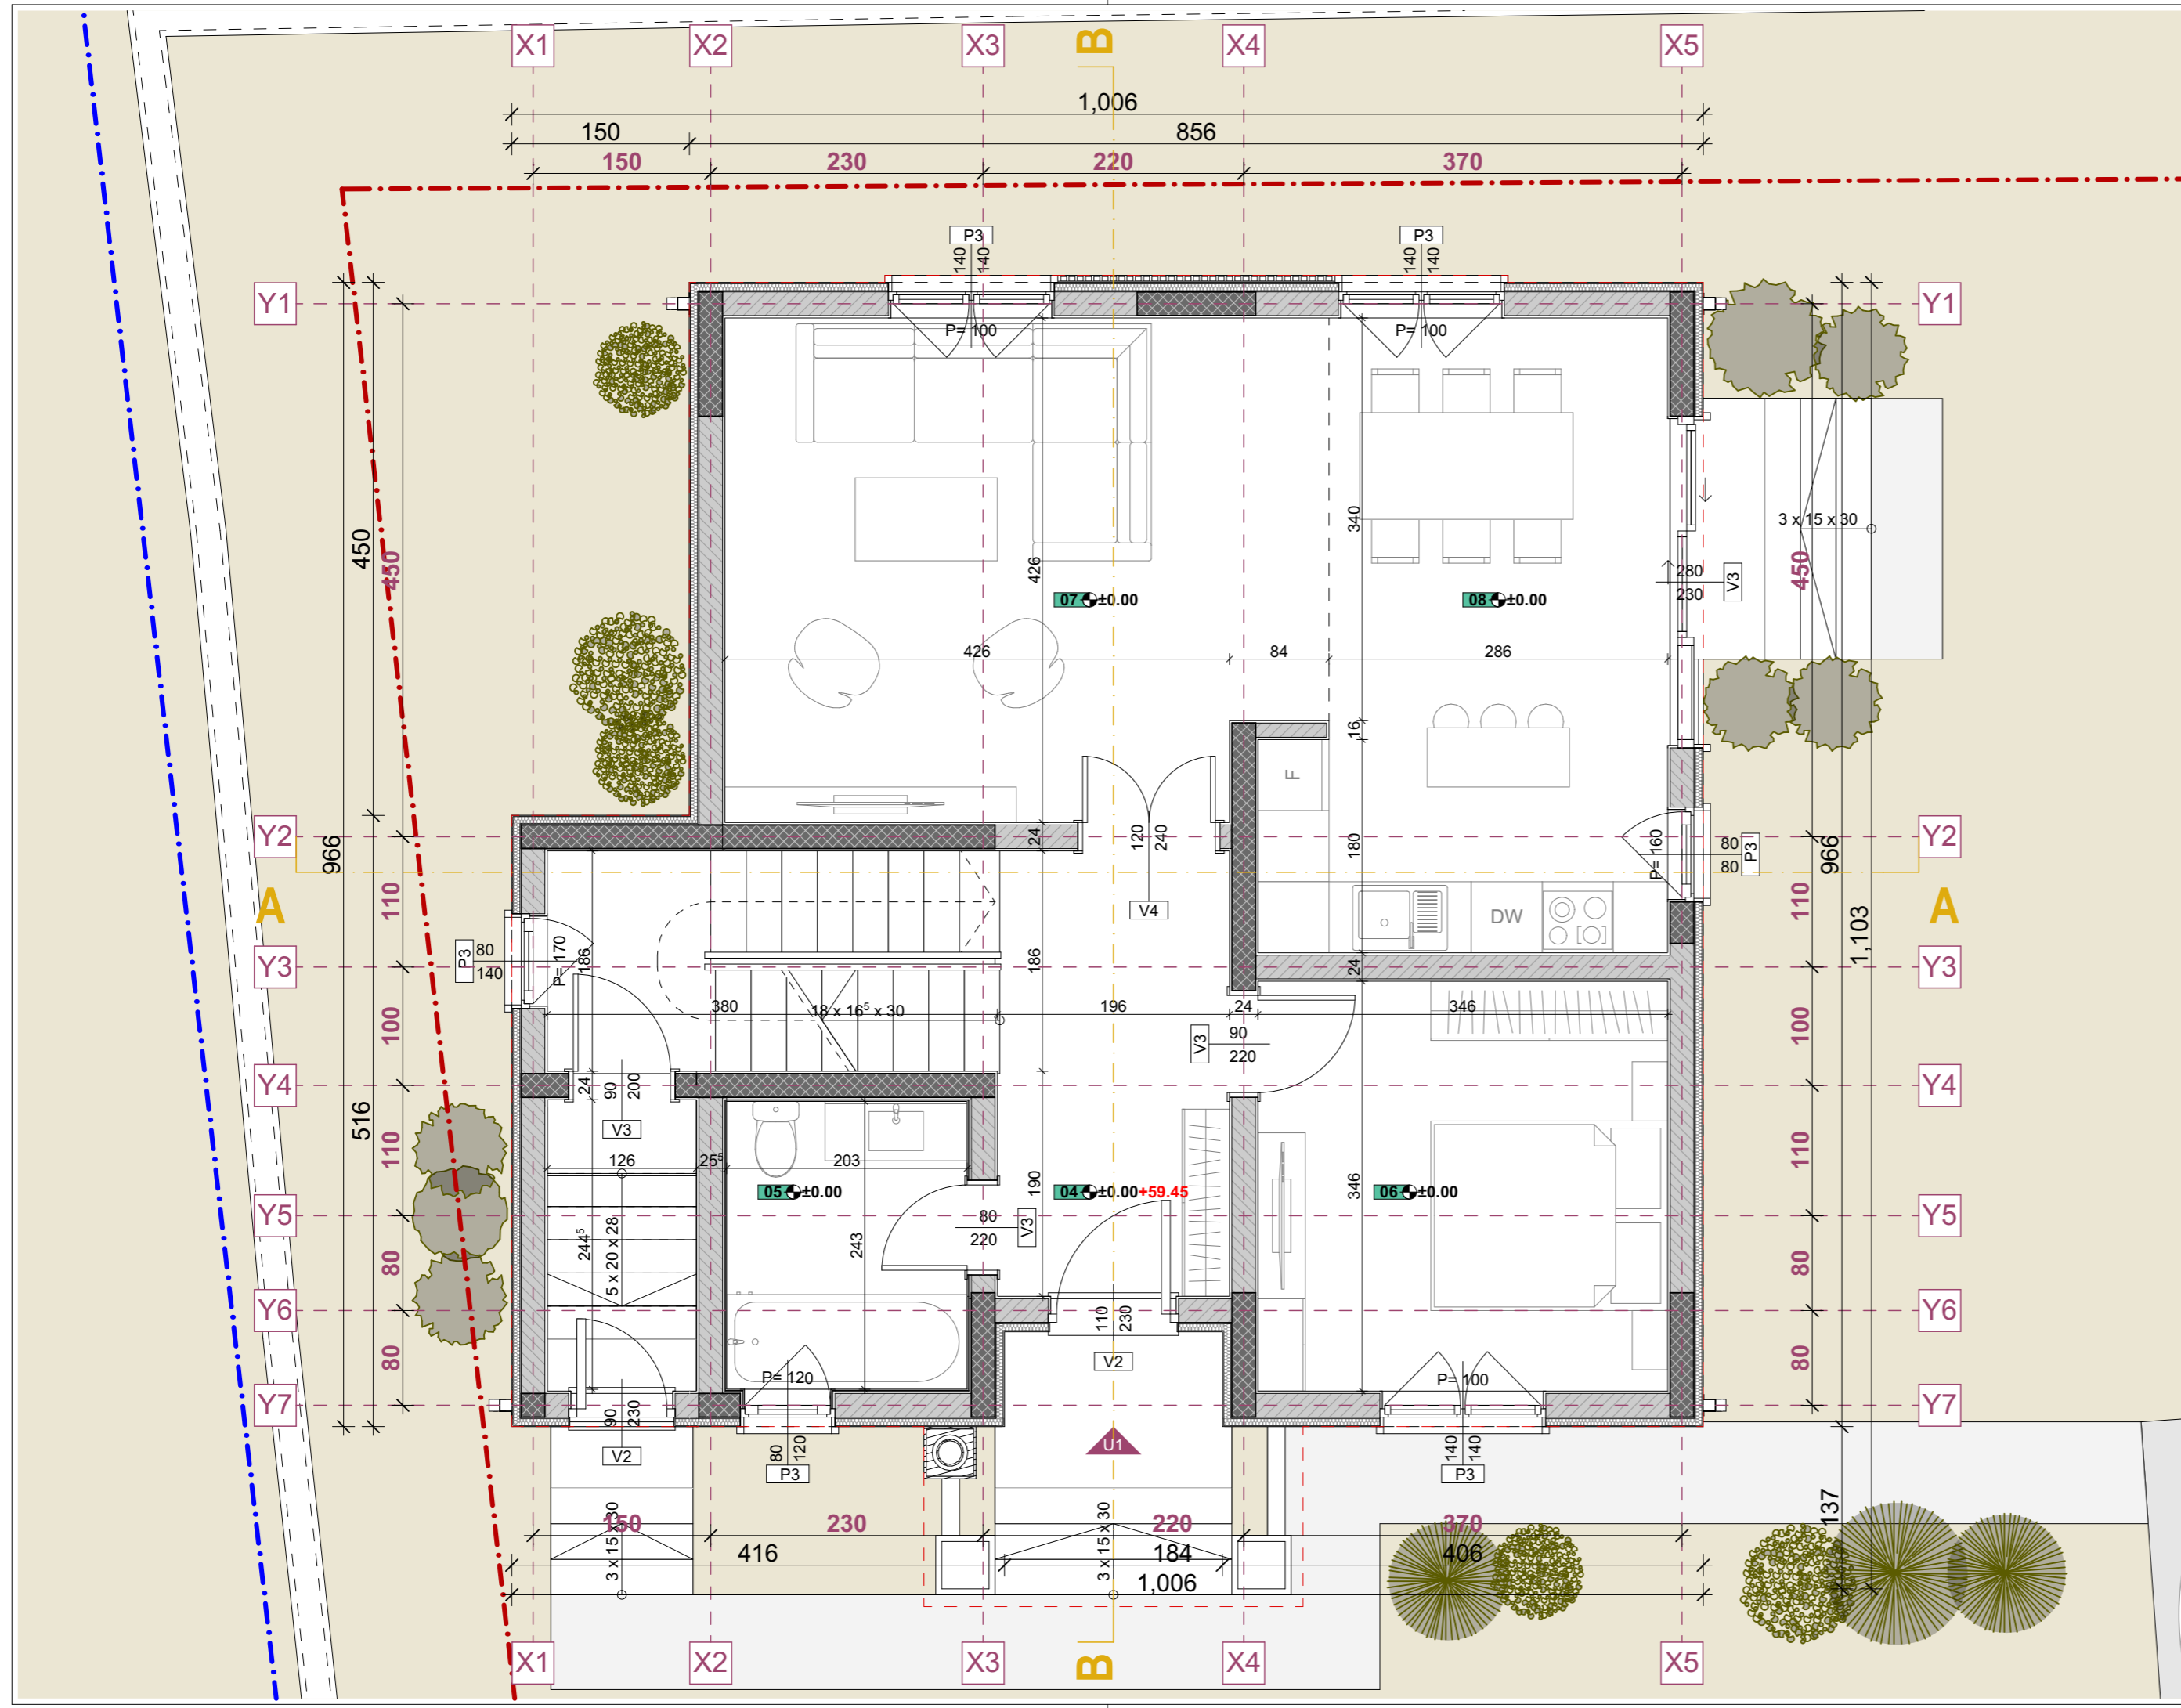 X1 X2 X3 B X4 X5
1,006
150 856
150 230 220 370
P3 P3
140 140 140 140
Y1 Y1
P= 100 P= 100
450 450
340
3 x 15 x 30
426
280 V3
230
450
07 ±0.00 08 ±0.00
426 84 286
16
F
Y2 966 24 120 240 180 P= 160 80 P3 80 966 Y2
A A
110 V4 DW 110
1,103
P3 80 140 P= 170 186 186
Y3 24 Y3
380 18 x 16⁵ x 30 196 24 346
100 V3 90 220 100
Y4 24 90 200 Y4
516 V3
110 126 25⁵ 203 110
05 ±0.00 190 04 ±0.00+59.45 346 06 ±0.00
Y5 80 220 V3 Y5
244⁵ 5 x 20 x 28 243
80 80
Y6 110 230 Y6
80 P= 120 V2 P= 100 80
Y7 90 230 Y7
V2 80 120 P3 U1 140 140 P3
137
3 x 15 x 30 3 x 15 x 30
150 230 220 370
416 184 406
1,006
X1 X2 X3 B X4 X5